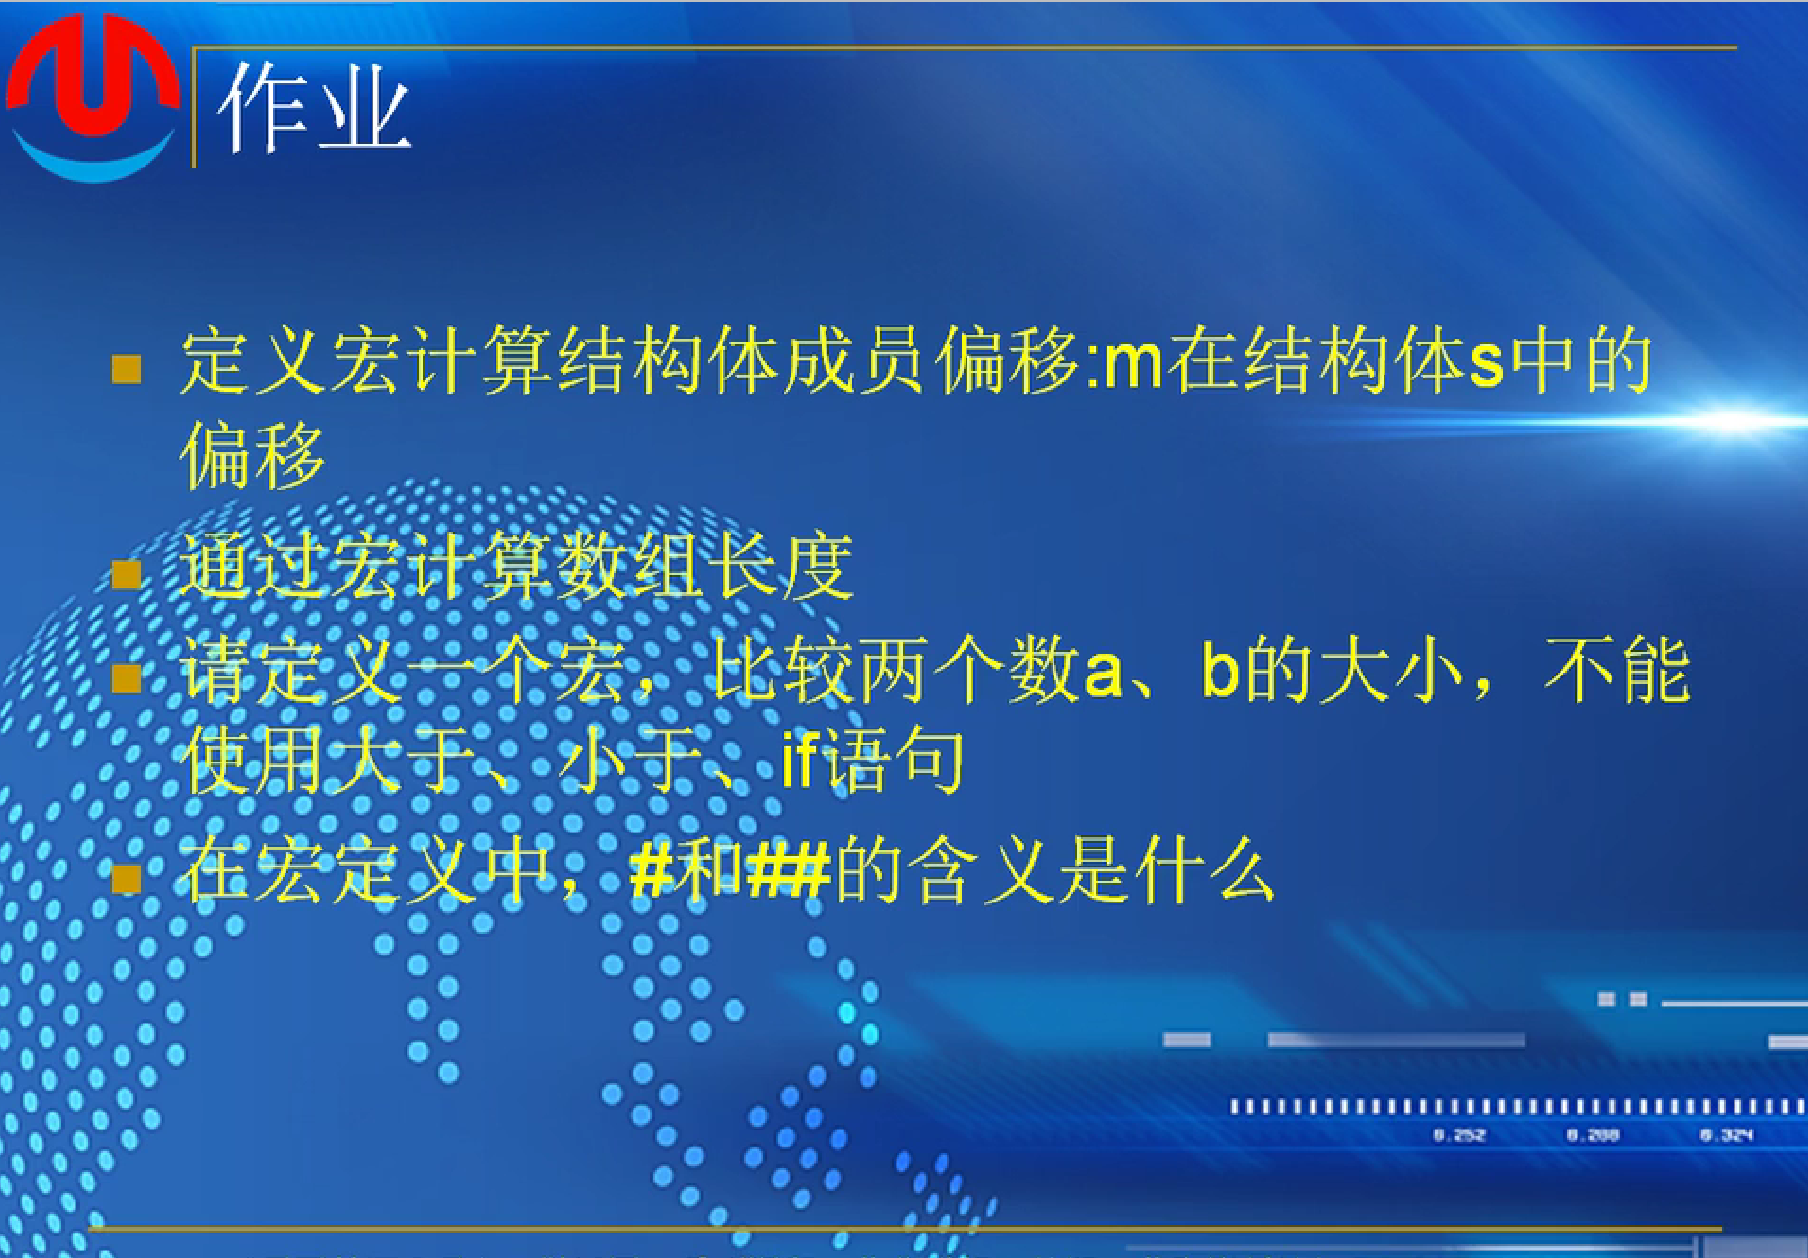 作业
定义宏计算结构体成员偏移:m在结构体s中的
偏移
通过宏计算数组长度
请定义一个宏，比较两个数a、b的大小，不能
使用大于、小于、if语句
在宏定义中，#和##的含义是什么
0.252 0.288 0.324